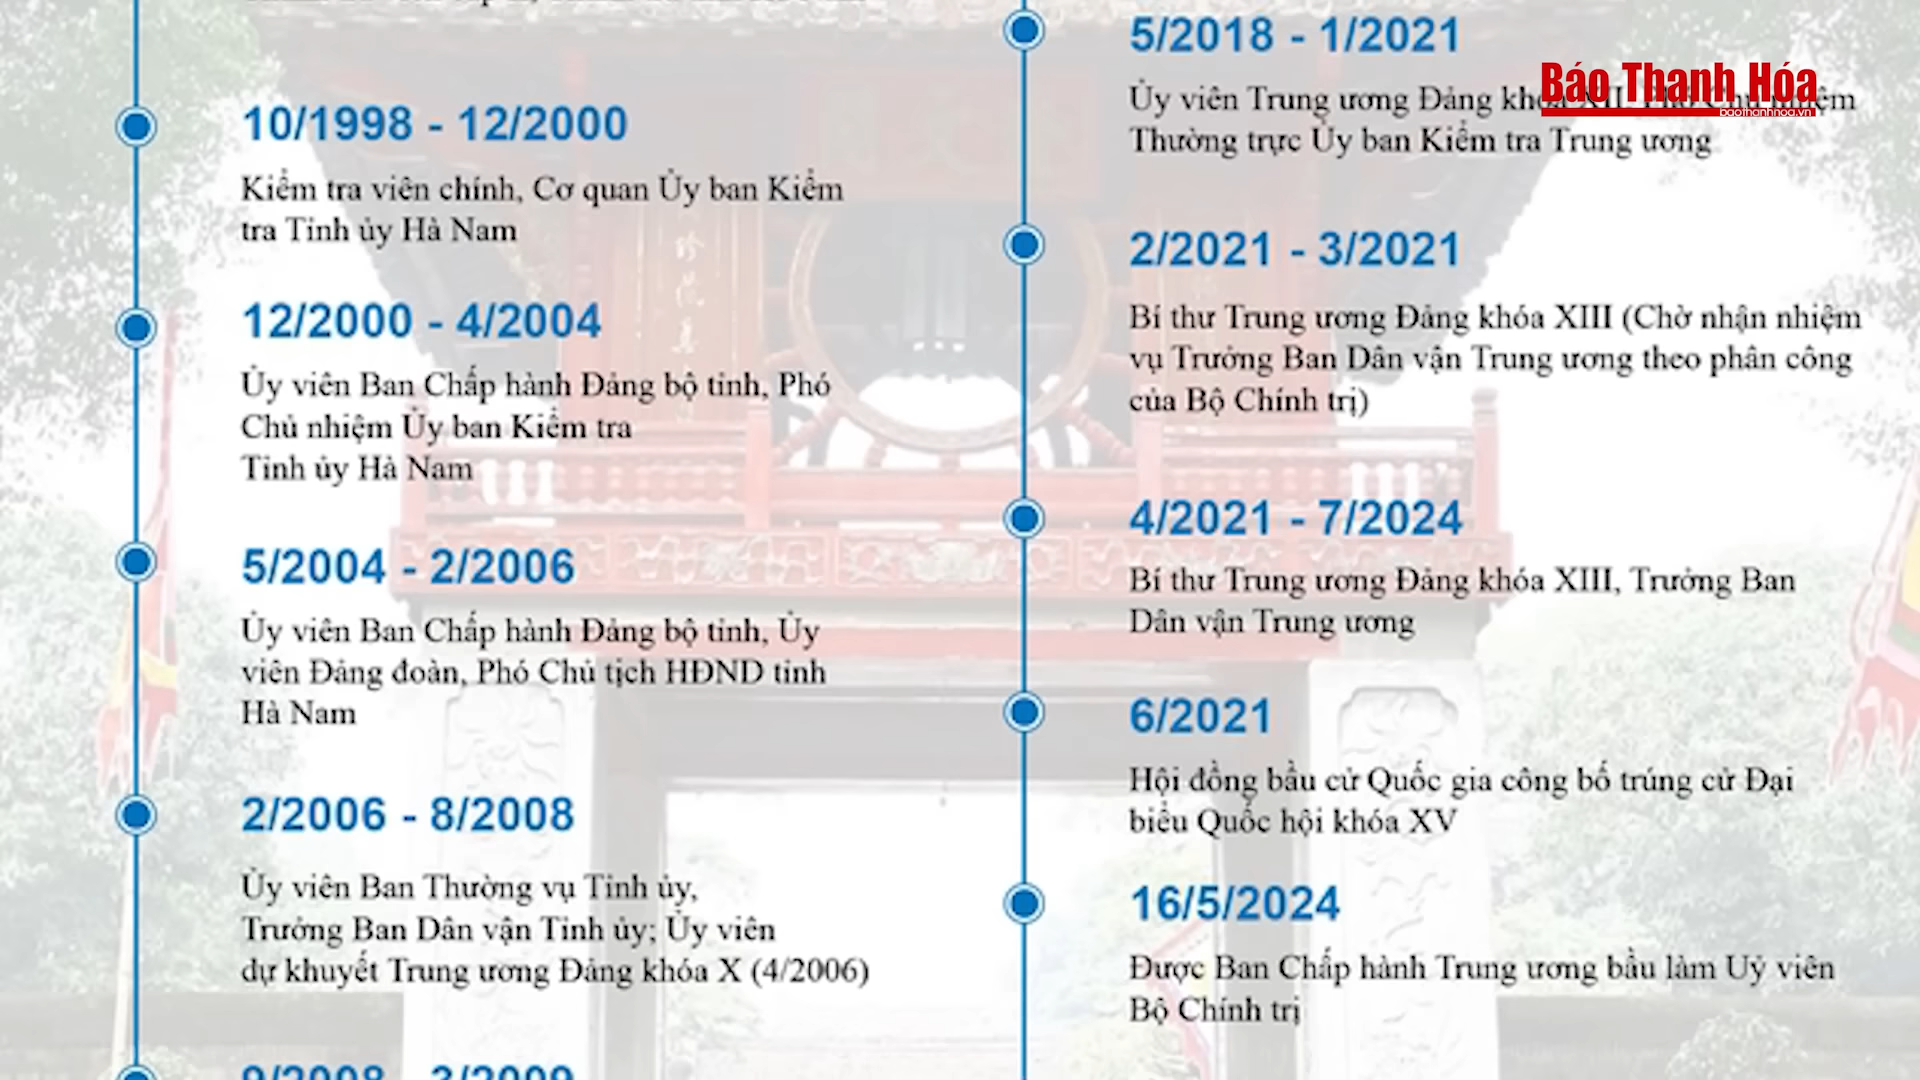 10/1998 - 12/2000
Kiểm tra viên chính, Cơ quan Ủy ban Kiểm
tra Tỉnh ủy Hà Nam
12/2000 - 4/2004
Ủy viên Ban Chấp hành Đảng bộ tỉnh, Phó
Chủ nhiệm Ủy ban Kiểm tra
Tỉnh ủy Hà Nam
5/2004 - 2/2006
Ủy viên Ban Chấp hành Đảng bộ tỉnh, Ủy
viên Đảng đoàn, Phó Chủ tịch HĐND tỉnh
Hà Nam
2/2006 - 8/2008
Ủy viên Ban Thường vụ Tỉnh ủy,
Trưởng Ban Dân vận Tỉnh ủy; Ủy viên
dự khuyết Trung ương Đảng khóa X (4/2006)
9/2008 - 3/2009
5/2018 - 1/2021
Ủy viên Trung ương Đảng khóa XII, Phó Chủ nhiệm
Thường trực Ủy ban Kiểm tra Trung ương
2/2021 - 3/2021
Bí thư Trung ương Đảng khóa XIII (Chờ nhận nhiệm
vụ Trưởng Ban Dân vận Trung ương theo phân công
của Bộ Chính trị)
4/2021 - 7/2024
Bí thư Trung ương Đảng khóa XIII, Trưởng Ban
Dân vận Trung ương
6/2021
Hội đồng bầu cử Quốc gia công bố trúng cử Đại
biểu Quốc hội khóa XV
16/5/2024
Được Ban Chấp hành Trung ương bầu làm Uỷ viên
Bộ Chính trị
Báo Thanh Hóa
baothanhhoa.vn